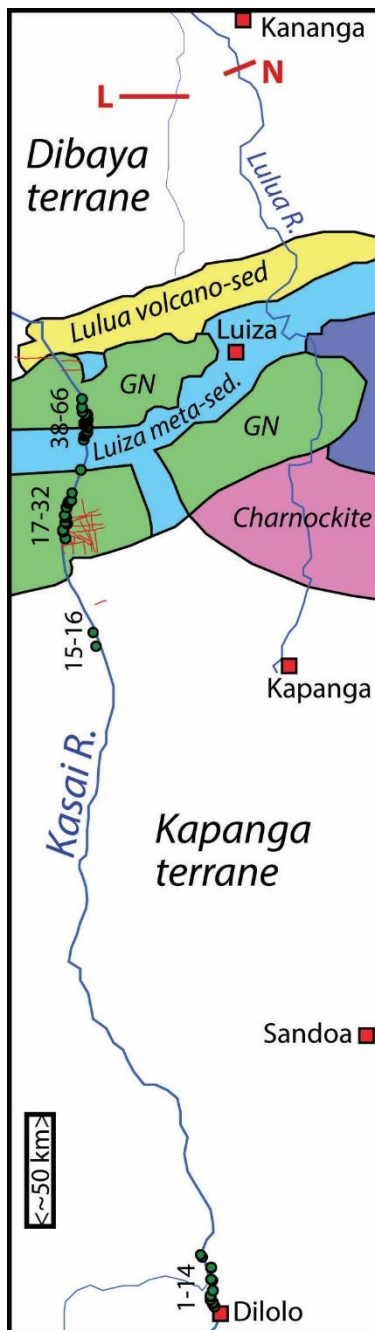 Kananga
N
L
Dibaya
terrane
Lulua R.
Lulua volcano-sed
Luiza
GN
38-66
Luiza meta-sed.
GN
17-32
Charnockite
15-16
Kapanga
Kasai R.
Kapanga
terrane
Sandoa
<~50 km>
1-14
Dilolo